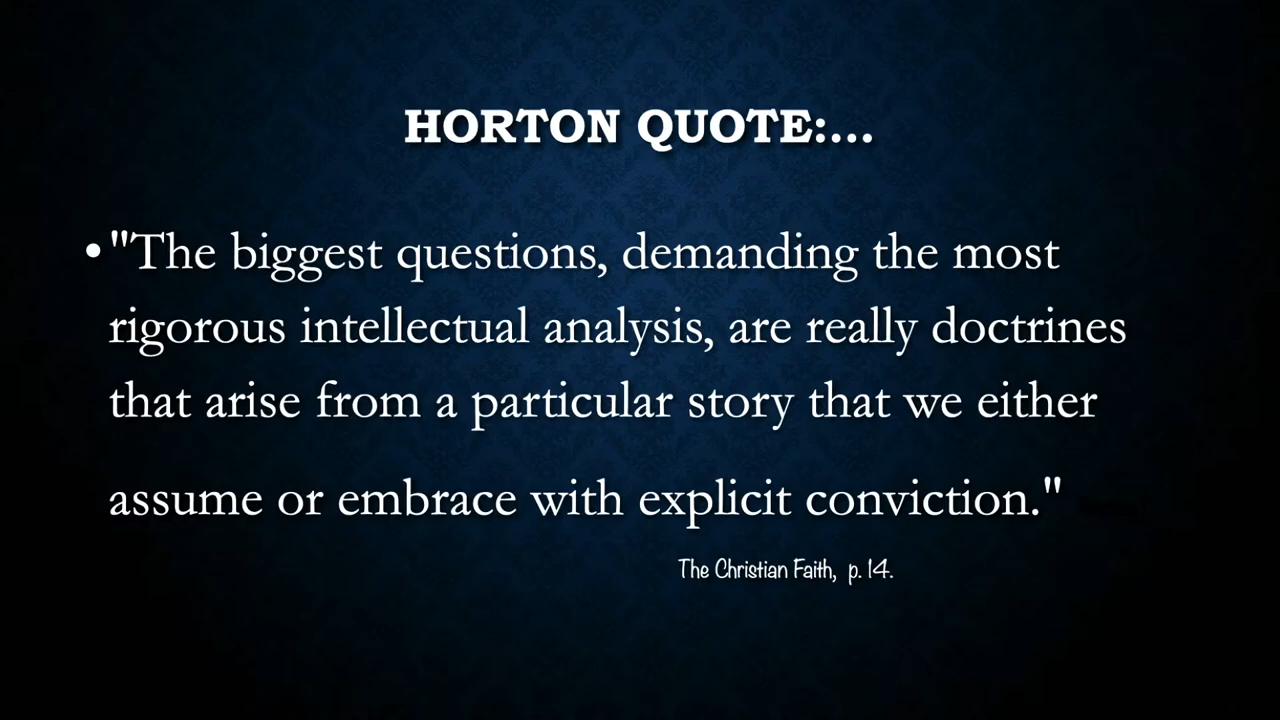 HORTON QUOTE:...
• "The biggest questions, demanding the most
rigorous intellectual analysis, are really doctrines
that arise from a particular story that we either
assume or embrace with explicit conviction."
The Christian Faith, p. 14.